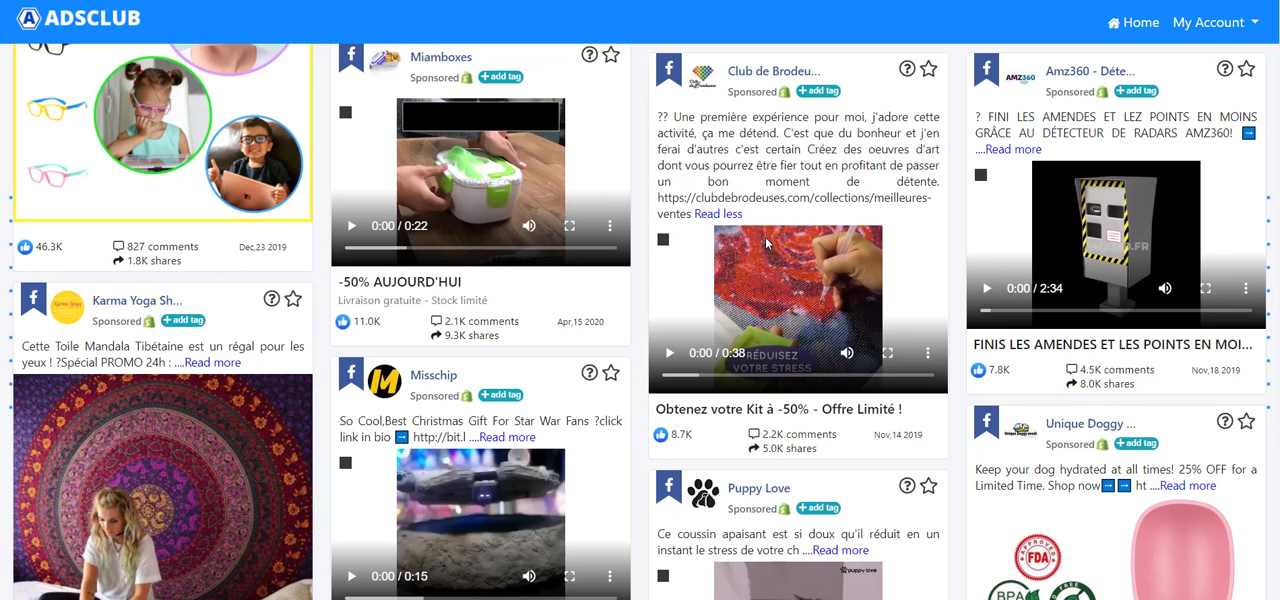 ADSCLUB
Home My Account
46.3K
827 comments
1.8K shares
Dec,23 2019
Karma Yoga Sh...
Sponsored
+ add tag
Cette Toile Mandala Tibétaine est un régal pour les
yeux ! ?Spécial PROMO 24h : ....Read more
Miamboxes
Sponsored
+ add tag
0:00 / 0:22
-50% AUJOURD'HUI
Livraison gratuite - Stock limité
11.0K
2.1K comments
9.3K shares
Apr,15 2020
Misschip
Sponsored
+ add tag
So Cool,Best Christmas Gift For Star War Fans ?click
link in bio ➡ http://bit.l ....Read more
0:00 / 0:15
Club de Brodeu...
Sponsored
+ add tag
?? Une première expérience pour moi, j'adore cette
activité, ça me détend. C'est que du bonheur et j'en
ferai d'autres c'est certain Créez des oeuvres d'art
dont vous pourrez être fier tout en profitant de passer
un bon moment de détente.
https://clubdebrodeuses.com/collections/meilleures-
ventes Read less
0:00 / 0:38
RÉDUISEZ
VOTRE STRESS
Obtenez votre Kit à -50% - Offre Limité !
8.7K
2.2K comments
5.0K shares
Nov,14 2019
Puppy Love
Sponsored
+ add tag
Ce coussin apaisant est si doux qu'il réduit en un
instant le stress de votre ch ....Read more
puppy love
AMZ360
Amz360 - Déte...
Sponsored
+ add tag
? FINI LES AMENDES ET LEZ POINTS EN MOINS
GRÂCE AU DÉTECTEUR DE RADARS AMZ360! ➡
....Read more
0:00 / 2:34
FINIS LES AMENDES ET LES POINTS EN MOI...
7.8K
4.5K comments
8.0K shares
Nov,18 2019
Unique Doggy ...
Sponsored
+ add tag
Keep your dog hydrated at all times! 25% OFF for a
Limited Time. Shop now➡➡ ht ....Read more
APPROVED
FDA
BPA FREE